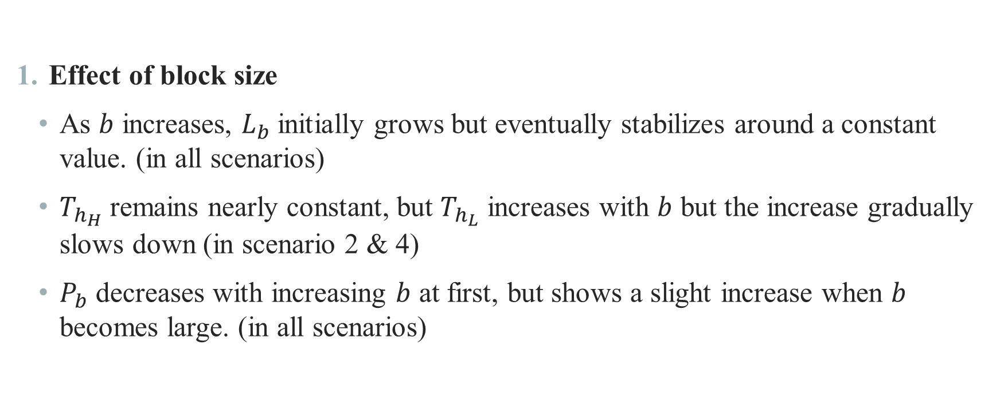 1. Effect of block size
• As b increases, L_b initially grows but eventually stabilizes around a constant
value. (in all scenarios)
• T_{h_H} remains nearly constant, but T_{h_L} increases with b but the increase gradually
slows down (in scenario 2 & 4)
• P_b decreases with increasing b at first, but shows a slight increase when b
becomes large. (in all scenarios)